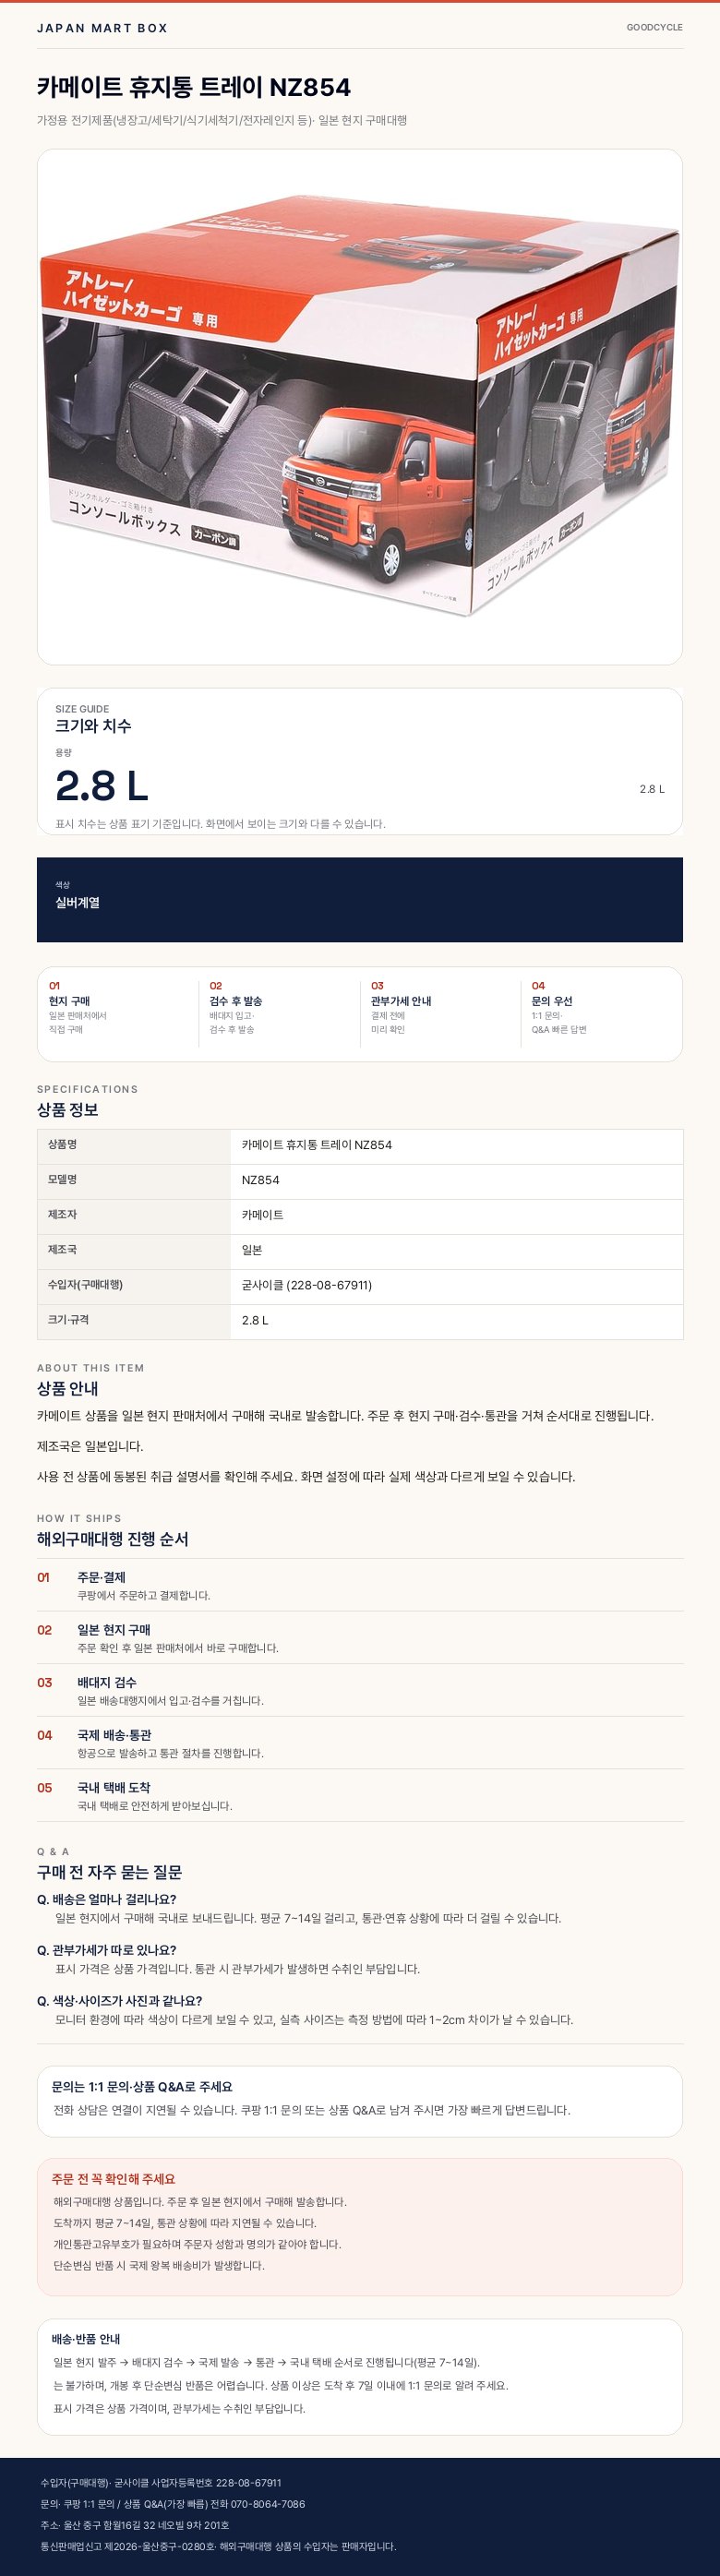 JAPAN MART BOX
GOODCYCLE
카메이트 휴지통 트레이 NZ854
가정용 전기제품(냉장고/세탁기/식기세척기/전자레인지 등)· 일본 현지 구매대행
アトレー/
ハイゼットカーゴ 専用
アトレー/
ハイゼットカーゴ 専用
アトレー/
ハイゼットカーゴ 専用
ドリンクホルダー・ゴミ箱付き
コンソールボックス カーボン調
ドリンクホルダー・ゴミ箱付き
コンソールボックス カーボン調
SIZE GUIDE
크기와 치수
용량
2.8 L
2.8 L
표시 치수는 상품 표기 기준입니다. 화면에서 보이는 크기와 다를 수 있습니다.
색상
실버계열
01
현지 구매
일본 판매처에서
직접 구매
02
검수 후 발송
배대지 입고·
검수 후 발송
03
관부가세 안내
결제 전에
미리 확인
04
문의 우선
1:1 문의·
Q&A 빠른 답변
SPECIFICATIONS
상품 정보
상품명 카메이트 휴지통 트레이 NZ854
모델명 NZ854
제조자 카메이트
제조국 일본
수입자(구매대행) 굳사이클 (228-08-67911)
크기·규격 2.8 L
ABOUT THIS ITEM
상품 안내
카메이트 상품을 일본 현지 판매처에서 구매해 국내로 발송합니다. 주문 후 현지 구매·검수·통관을 거쳐 순서대로 진행됩니다.
제조국은 일본입니다.
사용 전 상품에 동봉된 취급 설명서를 확인해 주세요. 화면 설정에 따라 실제 색상과 다르게 보일 수 있습니다.
HOW IT SHIPS
해외구매대행 진행 순서
01 주문·결제
쿠팡에서 주문하고 결제합니다.
02 일본 현지 구매
주문 확인 후 일본 판매처에서 바로 구매합니다.
03 배대지 검수
일본 배송대행지에서 입고·검수를 거칩니다.
04 국제 배송·통관
항공으로 발송하고 통관 절차를 진행합니다.
05 국내 택배 도착
국내 택배로 안전하게 받아보십니다.
Q & A
구매 전 자주 묻는 질문
Q. 배송은 얼마나 걸리나요?
일본 현지에서 구매해 국내로 보내드립니다. 평균 7~14일 걸리고, 통관·연휴 상황에 따라 더 걸릴 수 있습니다.
Q. 관부가세가 따로 있나요?
표시 가격은 상품 가격입니다. 통관 시 관부가세가 발생하면 수취인 부담입니다.
Q. 색상·사이즈가 사진과 같나요?
모니터 환경에 따라 색상이 다르게 보일 수 있고, 실측 사이즈는 측정 방법에 따라 1~2cm 차이가 날 수 있습니다.
문의는 1:1 문의·상품 Q&A로 주세요
전화 상담은 연결이 지연될 수 있습니다. 쿠팡 1:1 문의 또는 상품 Q&A로 남겨 주시면 가장 빠르게 답변드립니다.
주문 전 꼭 확인해 주세요
해외구매대행 상품입니다. 주문 후 일본 현지에서 구매해 발송합니다.
도착까지 평균 7~14일, 통관 상황에 따라 지연될 수 있습니다.
개인통관고유부호가 필요하며 주문자 성함과 명의가 같아야 합니다.
단순변심 반품 시 국제 왕복 배송비가 발생합니다.
배송·반품 안내
일본 현지 발주 → 배대지 검수 → 국제 발송 → 통관 → 국내 택배 순서로 진행됩니다(평균 7~14일).
는 불가하며, 개봉 후 단순변심 반품은 어렵습니다. 상품 이상은 도착 후 7일 이내에 1:1 문의로 알려 주세요.
표시 가격은 상품 가격이며, 관부가세는 수취인 부담입니다.
수입자(구매대행)· 굳사이클 사업자등록번호 228-08-67911
문의· 쿠팡 1:1 문의 / 상품 Q&A(가장 빠름) 전화 070-8064-7086
주소· 울산 중구 함월16길 32 네오빌 9차 201호
통신판매업신고 제2026-울산중구-0280호· 해외구매대행 상품의 수입자는 판매자입니다.